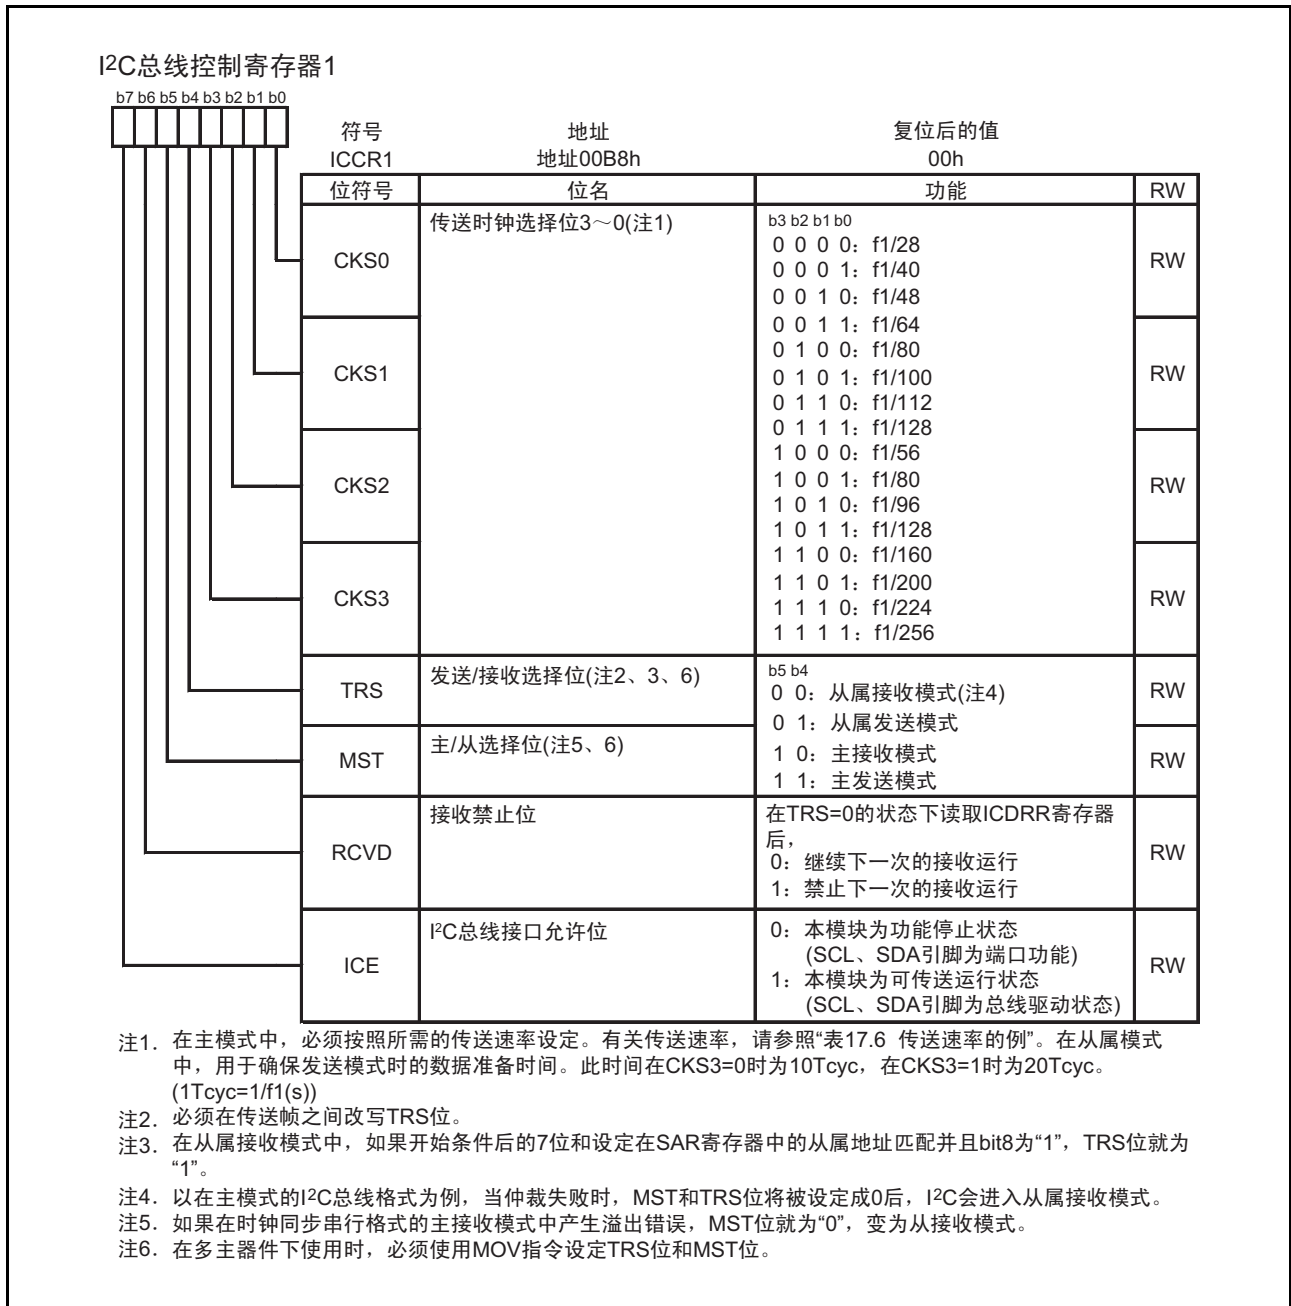 I²C总线控制寄存器1
b7 b6 b5 b4 b3 b2 b1 b0
符号 地址 复位后的值
ICCR1 地址00B8h 00h
位符号 位名 功能 RW
CKS0 传送时钟选择位3～0(注1) RW
b3 b2 b1 b0
0 0 0 0：f1/28
0 0 0 1：f1/40
0 0 1 0：f1/48
0 0 1 1：f1/64
CKS1 RW
0 1 0 0：f1/80
0 1 0 1：f1/100
0 1 1 0：f1/112
0 1 1 1：f1/128
CKS2 RW
1 0 0 0：f1/56
1 0 0 1：f1/80
1 0 1 0：f1/96
1 0 1 1：f1/128
CKS3 RW
1 1 0 0：f1/160
1 1 0 1：f1/200
1 1 1 0：f1/224
1 1 1 1：f1/256
TRS 发送/接收选择位(注2、3、6) RW
b5 b4
0 0：从属接收模式(注4)
0 1：从属发送模式
MST 主/从选择位(注5、6) RW
1 0：主接收模式
1 1：主发送模式
RCVD 接收禁止位 RW
在TRS=0的状态下读取ICDRR寄存器
后，
0：继续下一次的接收运行
1：禁止下一次的接收运行
ICE I²C总线接口允许位 RW
0：本模块为功能停止状态
(SCL、SDA引脚为端口功能)
1：本模块为可传送运行状态
(SCL、SDA引脚为总线驱动状态)
注1. 在主模式中，必须按照所需的传送速率设定。有关传送速率，请参照“表17.6 传送速率的例”。在从属模式
中，用于确保发送模式时的数据准备时间。此时间在CKS3=0时为10Tcyc，在CKS3=1时为20Tcyc。
(1Tcyc=1/f1(s))
注2. 必须在传送帧之间改写TRS位。
注3. 在从属接收模式中，如果开始条件后的7位和设定在SAR寄存器中的从属地址匹配并且bit8为“1”，TRS位就为
“1”。
注4. 以在主模式的I²C总线格式为例，当仲裁失败时，MST和TRS位将被设定成0后，I²C会进入从属接收模式。
注5. 如果在时钟同步串行格式的主接收模式中产生溢出错误，MST位就为“0”，变为从接收模式。
注6. 在多主器件下使用时，必须使用MOV指令设定TRS位和MST位。